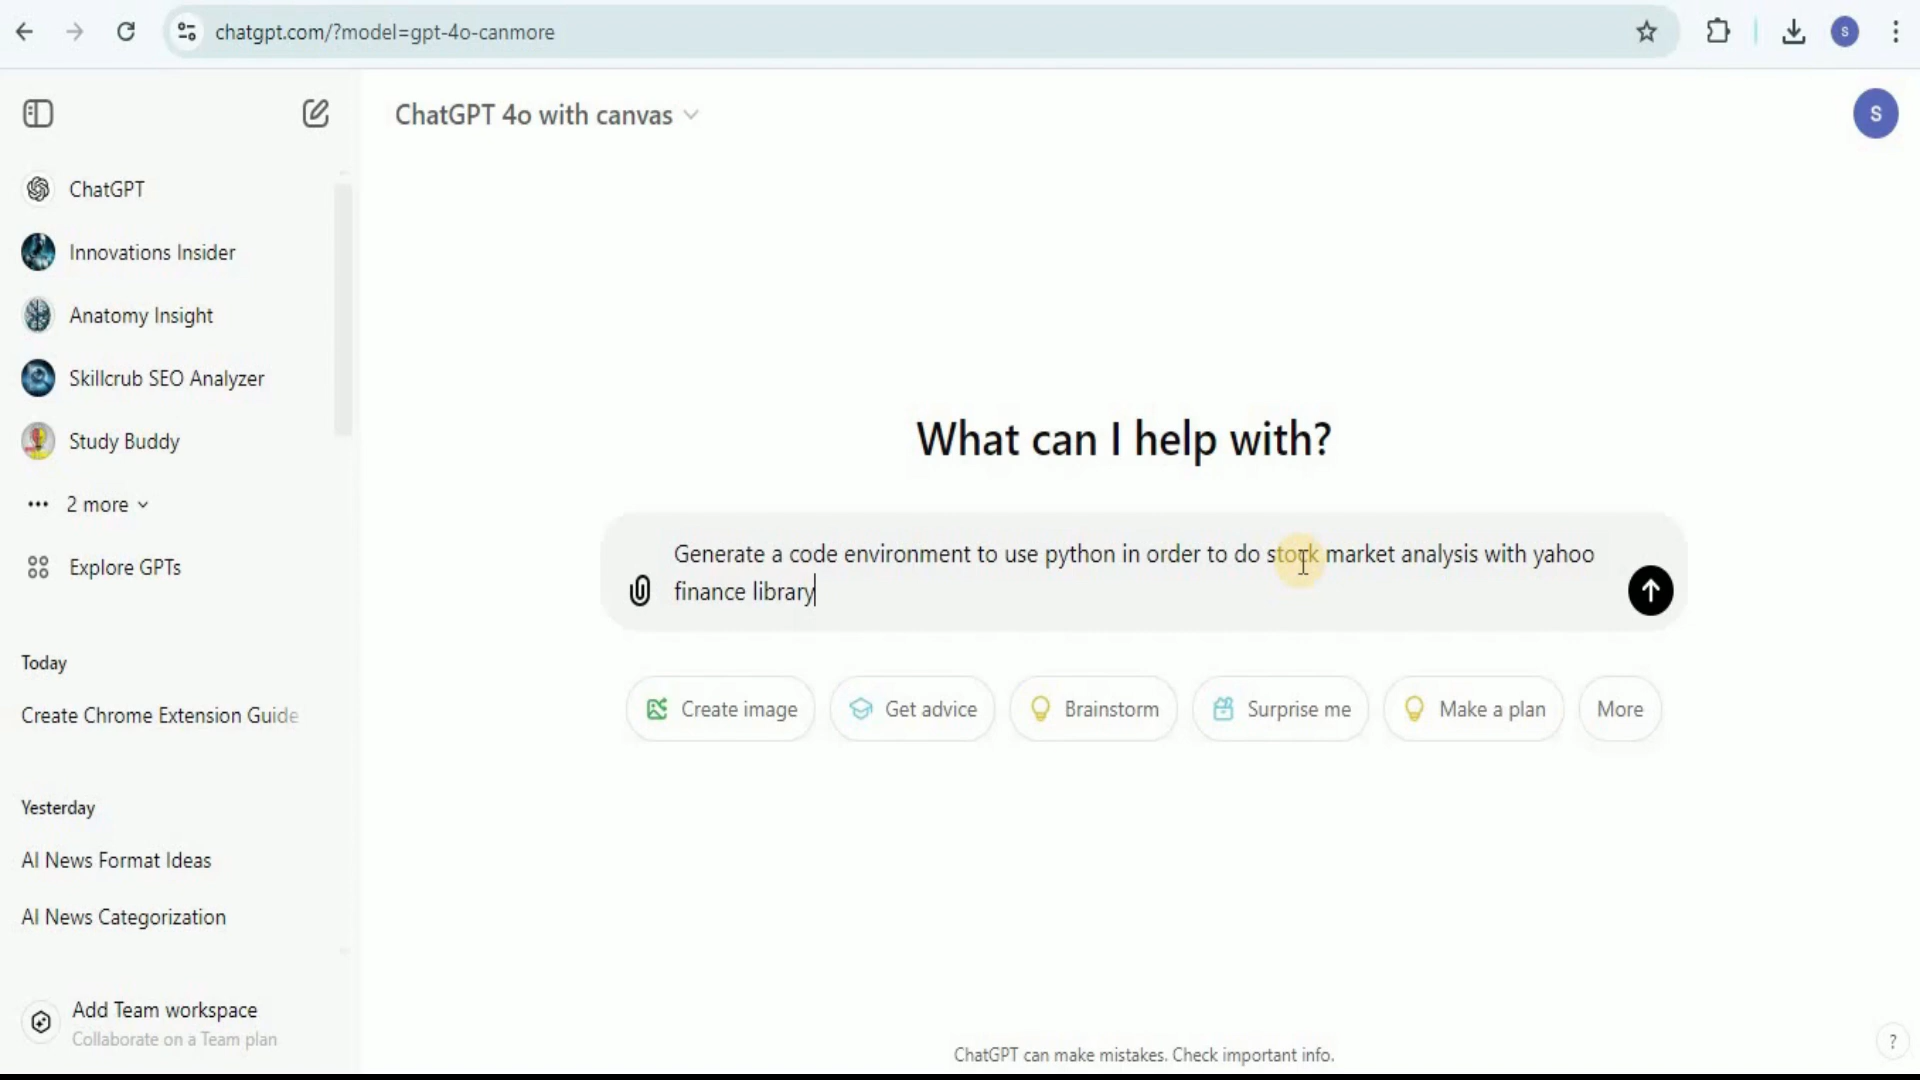 chatgpt.com/?model=gpt-4o-canmore
S
ChatGPT 4o with canvas
S
ChatGPT
Innovations Insider
Anatomy Insight
Skillcrub SEO Analyzer
Study Buddy
2 more
Explore GPTs
Today
Create Chrome Extension Guide
Yesterday
AI News Format Ideas
AI News Categorization
Add Team workspace
Collaborate on a Team plan
What can I help with?
Generate a code environment to use python in order to do stock market analysis with yahoo
finance library
Create image
Get advice
Brainstorm
Surprise me
Make a plan
More
ChatGPT can make mistakes. Check important info.
?